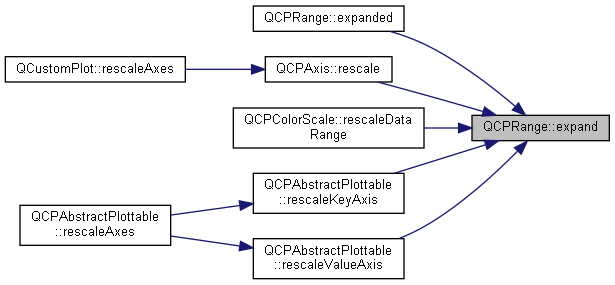 QCPRange::expanded
QCustomPlot::rescaleAxes
QCPAxis::rescale
QCPColorScale::rescaleData
Range
QCPRange::expand
QCPAbstractPlottable
::rescaleKeyAxis
QCPAbstractPlottable
::rescaleAxes
QCPAbstractPlottable
::rescaleValueAxis